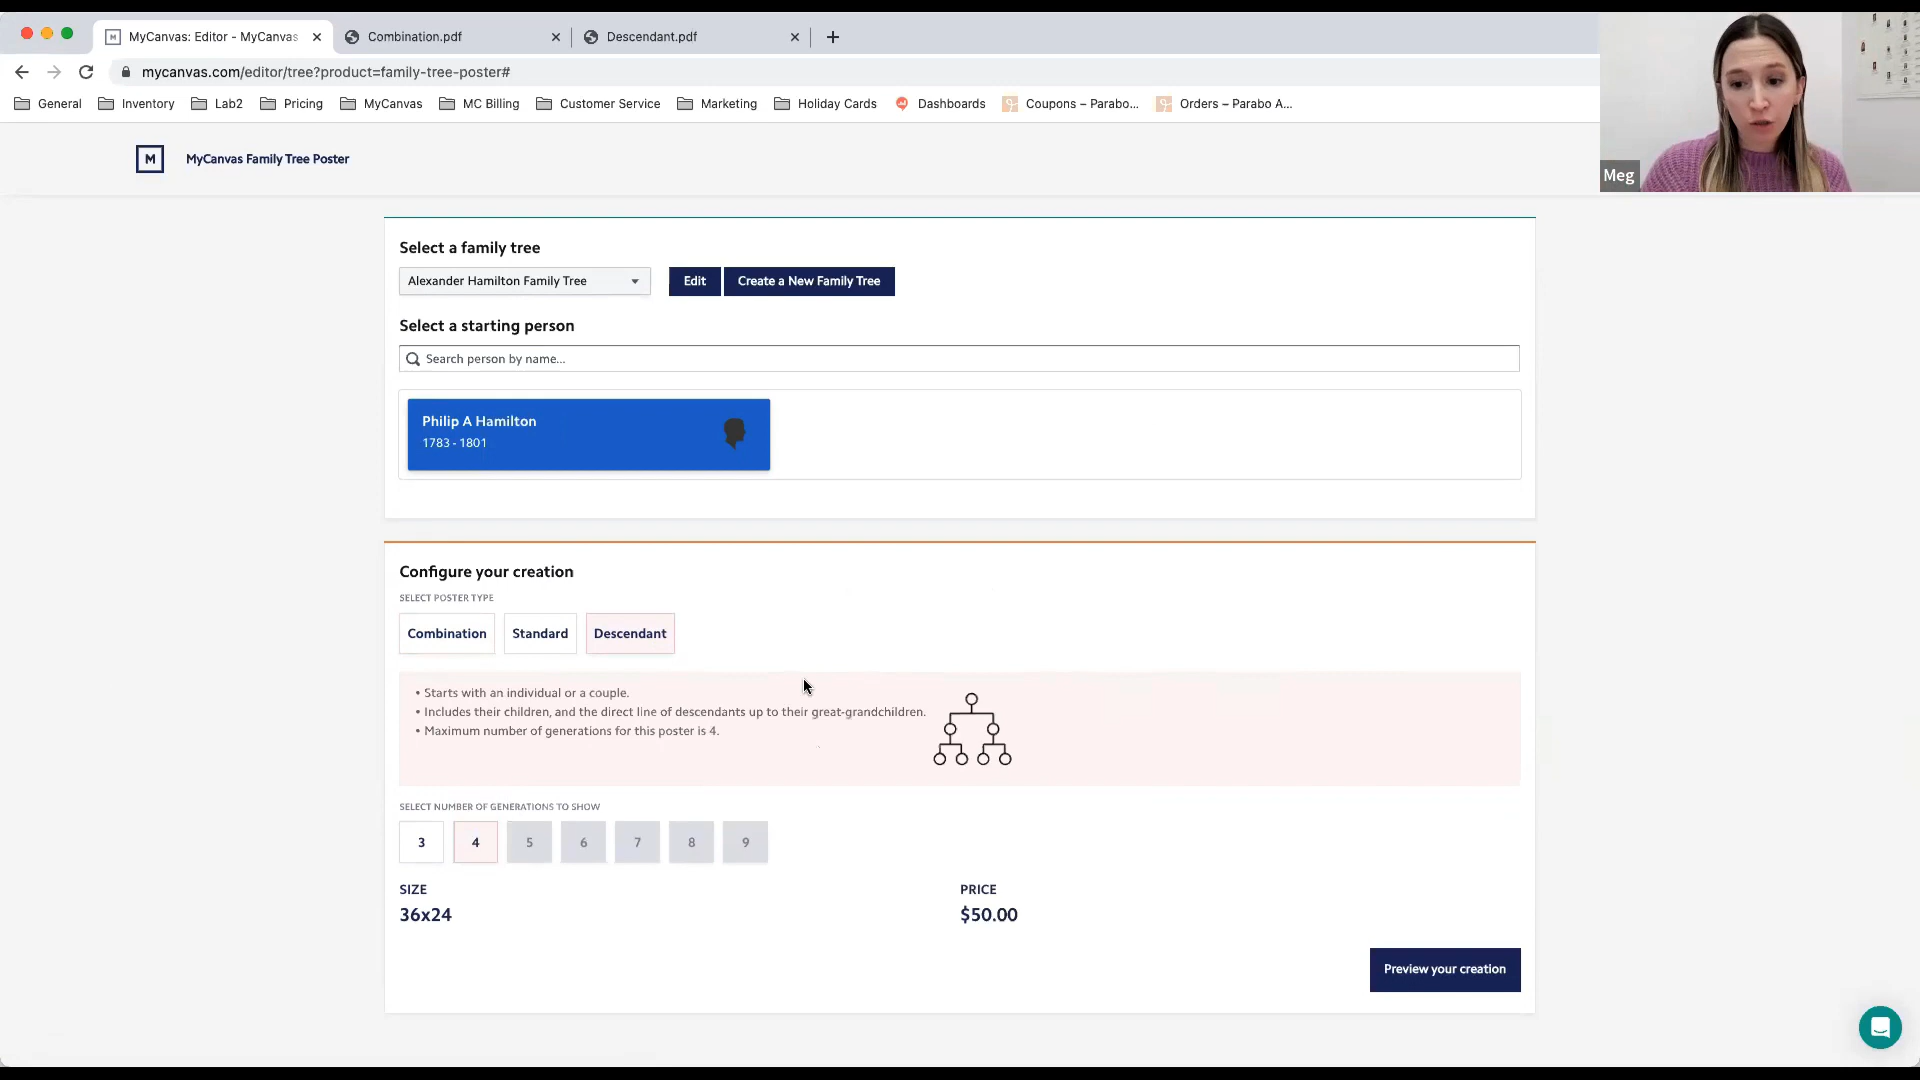 MyCanvas: Editor - MyCanvas
Combination.pdf
Descendant.pdf
mycanvas.com/editor/tree?product=family-tree-poster#
General
Inventory
Lab2
Pricing
MyCanvas
MC Billing
Customer Service
Marketing
Holiday Cards
Dashboards
Coupons – Parabo...
Orders – Parabo A...
Meg
M
MyCanvas Family Tree Poster
Select a family tree
Alexander Hamilton Family Tree
Edit
Create a New Family Tree
Select a starting person
Search person by name...
Philip A Hamilton
1783 - 1801
Configure your creation
SELECT POSTER TYPE
Combination
Standard
Descendant
• Starts with an individual or a couple.
• Includes their children, and the direct line of descendants up to their great-grandchildren.
• Maximum number of generations for this poster is 4.
SELECT NUMBER OF GENERATIONS TO SHOW
3 4 5 6 7 8 9
SIZE
36x24
PRICE
$50.00
Preview your creation